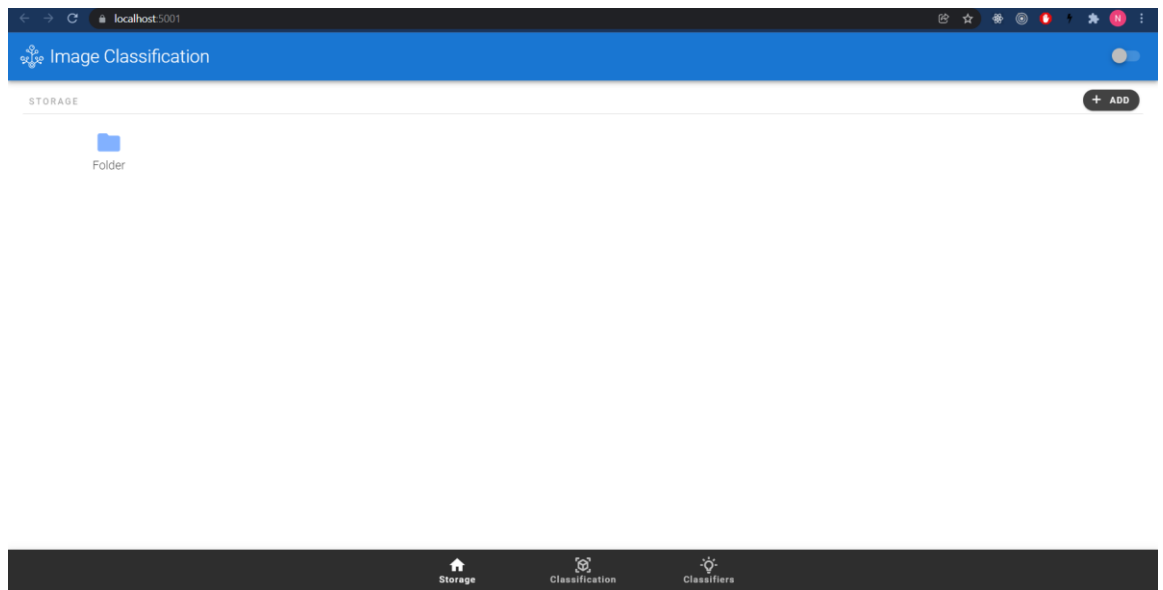 localhost:5001
N
Image Classification
STORAGE
+ ADD
Folder
Storage Classification Classifiers